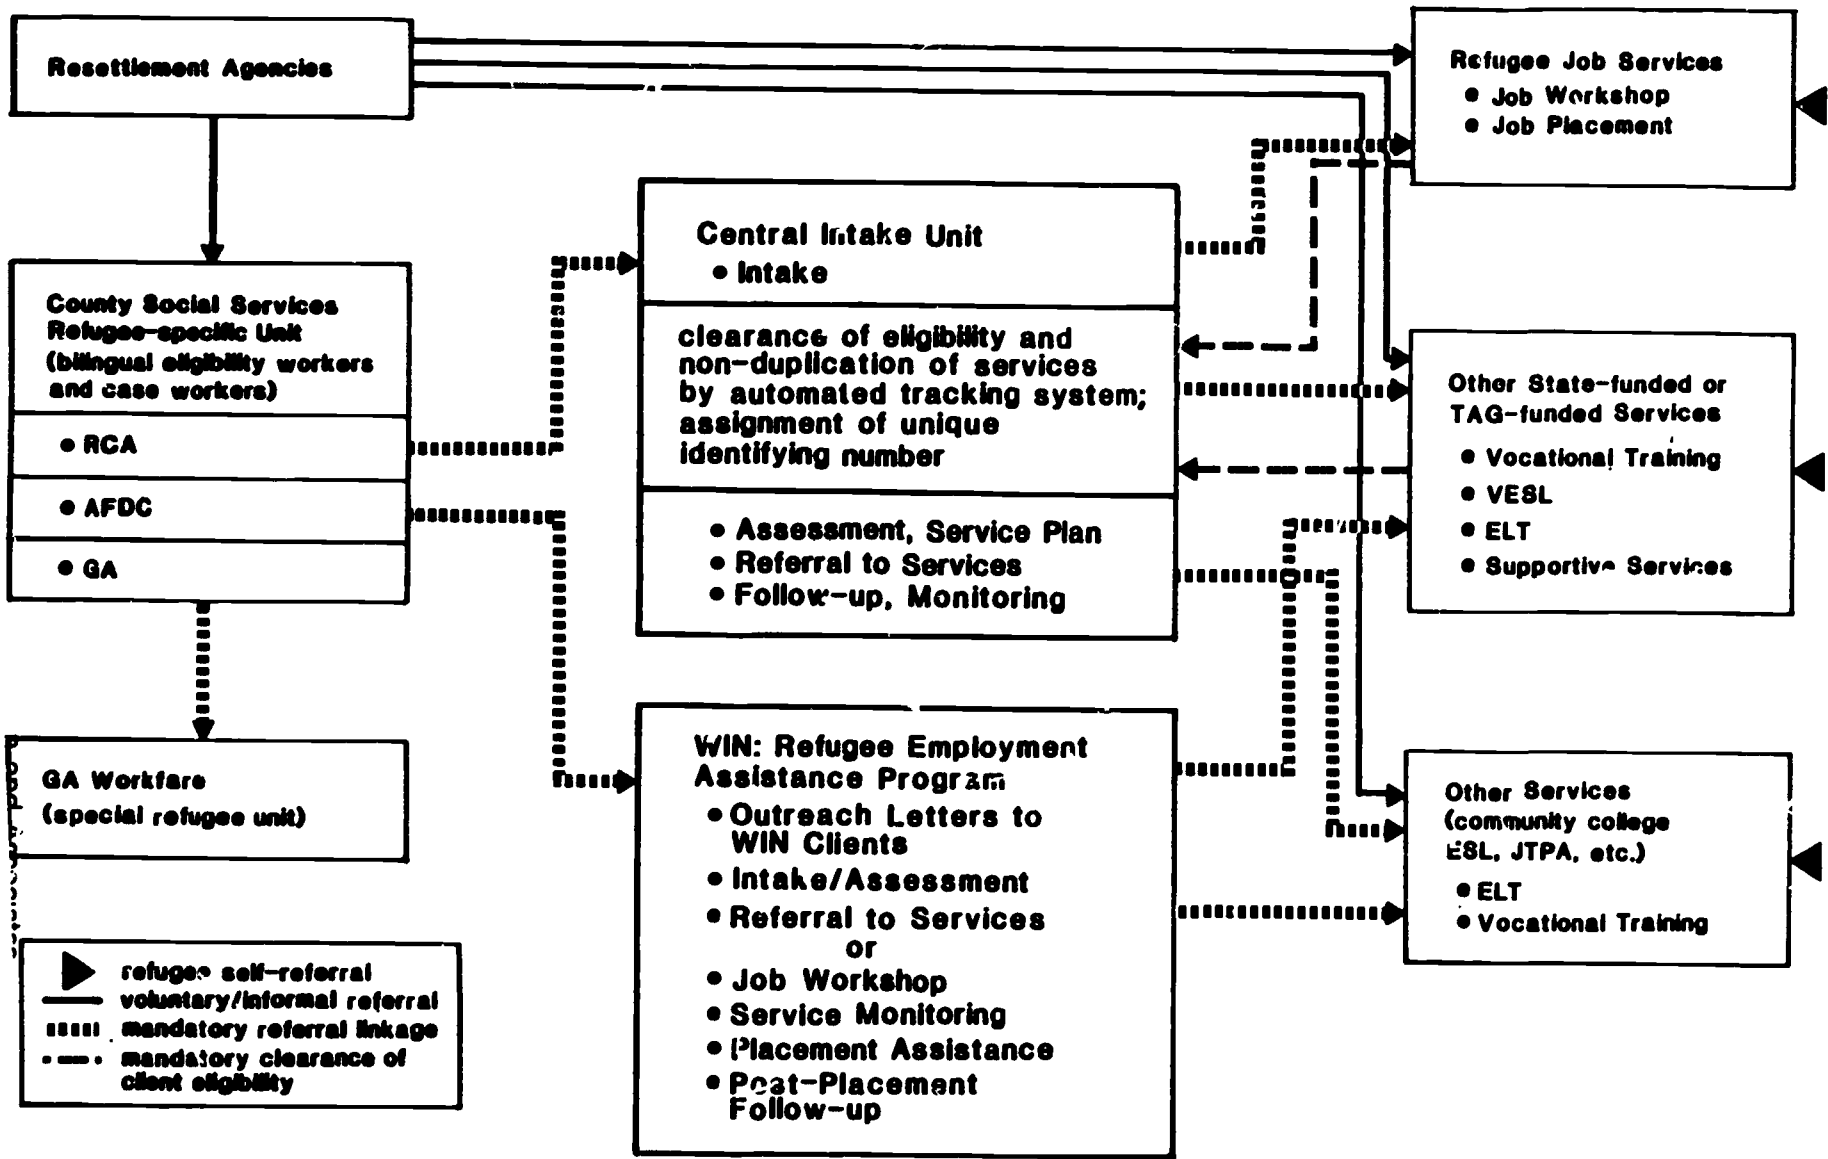 Resettlement Agencies
Refugee Job Services
• Job Workshop
• Job Placement
Central Intake Unit
• Intake
clearance of eligibility and
non-duplication of services
by automated tracking system;
assignment of unique
identifying number
• Assessment, Service Plan
• Referral to Services
• Follow-up, Monitoring
County Social Services
Refugee-specific Unit
(bilingual eligibility workers
and case workers)
• RCA
• AFDC
• GA
Other State-funded or
TAG-funded Services
• Vocational Training
• VESL
• ELT
• Supportive Services
GA Workfare
(special refugee unit)
WIN: Refugee Employment
Assistance Program
• Outreach Letters to
WIN Clients
• Intake/Assessment
• Referral to Services
or
• Job Workshop
• Service Monitoring
• Placement Assistance
• Post-Placement
Follow-up
Other Services
(community college
ESL, JTPA, etc.)
• ELT
• Vocational Training
refugee self-referral
voluntary/informal referral
mandatory referral linkage
mandatory clearance of
client eligibility